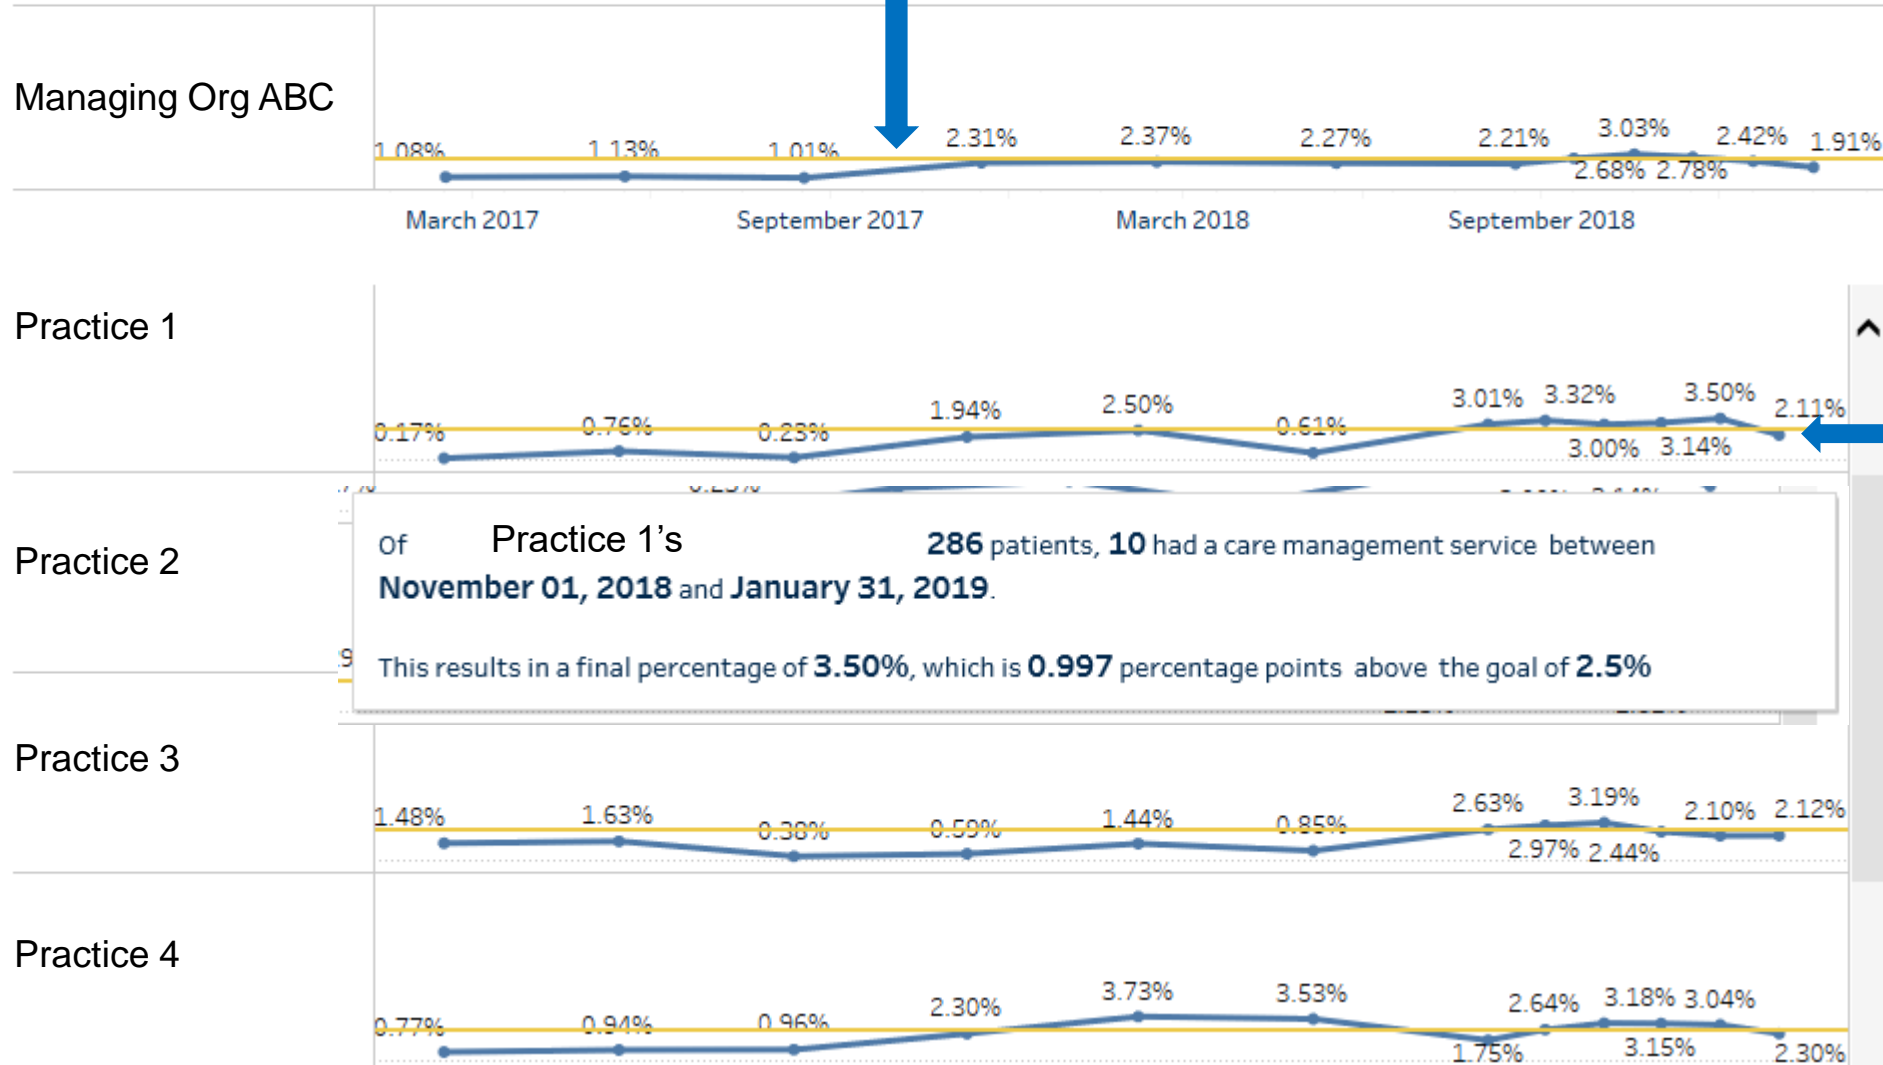 Managing Org ABC
1.08% 1.13% 1.01% 2.31% 2.37% 2.27% 2.21% 3.03% 2.42% 1.91%
2.68% 2.78%
March 2017 September 2017 March 2018 September 2018
Practice 1
0.17% 0.76% 0.23% 1.94% 2.50% 0.61% 3.01% 3.32% 3.50% 2.11%
3.00% 3.14%
Practice 2
Of Practice 1's 286 patients, 10 had a care management service between
November 01, 2018 and January 31, 2019.
This results in a final percentage of 3.50%, which is 0.997 percentage points above the goal of 2.5%
Practice 3
1.48% 1.63% 0.38% 0.59% 1.44% 0.85% 2.63% 3.19% 2.10% 2.12%
2.97% 2.44%
Practice 4
0.77% 0.94% 0.96% 2.30% 3.73% 3.53% 2.64% 3.18% 3.04%
1.75% 3.15% 2.30%